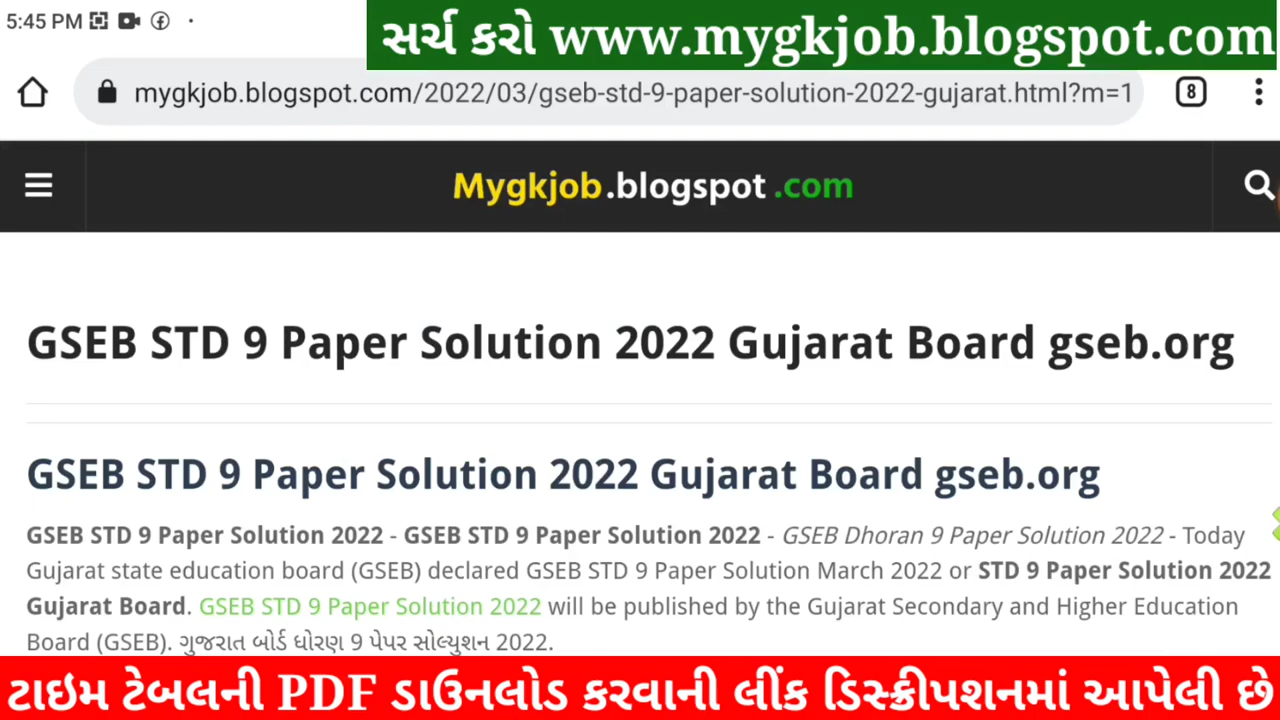 5:45 PM
સર્ચ કરો www.mygkjob.blogspot.com
mygkjob.blogspot.com/2022/03/gseb-std-9-paper-solution-2022-gujarat.html?m=1
8
Mygkjob.blogspot .com
GSEB STD 9 Paper Solution 2022 Gujarat Board gseb.org
GSEB STD 9 Paper Solution 2022 Gujarat Board gseb.org
GSEB STD 9 Paper Solution 2022 - GSEB STD 9 Paper Solution 2022 - GSEB Dhoran 9 Paper Solution 2022 - Today
Gujarat state education board (GSEB) declared GSEB STD 9 Paper Solution March 2022 or STD 9 Paper Solution 2022
Gujarat Board. GSEB STD 9 Paper Solution 2022 will be published by the Gujarat Secondary and Higher Education
Board (GSEB). ગુજરાત બોર્ડ ધોરણ 9 પેપર સોલ્યુશન 2022.
ટાઇમ ટેબલની PDF ડાઉનલોડ કરવાની લીંક ડિસ્ક્રીપશનમાં આપેલી છે